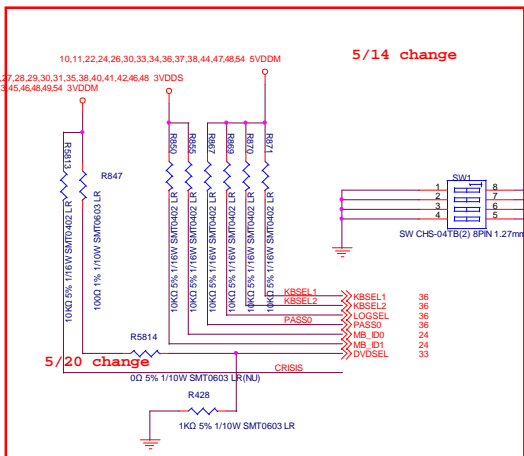 5/14 change
10,11,22,24,26,30,33,34,36,37,38,44,47,48,54 5VDDM
27,28,29,30,31,35,38,40,41,42,46,48 3VDDS
3,45,46,48,49,54 3VDDM
R5813
10KΩ 5% 1/16W SMT0402 LR
R847
100Ω 1% 1/10W SMT0603 LR
R850
10KΩ 5% 1/16W SMT0402 LR
R855
10KΩ 5% 1/16W SMT0402 LR
R867
10KΩ 5% 1/16W SMT0402 LR
R869
10KΩ 5% 1/16W SMT0402 LR
R870
10KΩ 5% 1/16W SMT0402 LR
R871
10KΩ 5% 1/16W SMT0402 LR
SW1
1 8
2 7
3 6
4 5
SW CHS-04TB(2) 8PIN 1.27mm
KBSEL1 KBSEL1 36
KBSEL2 KBSEL2 36
LOGSEL 36
PASS0 PASS0 36
MB_ID0 24
MB_ID1 24
DVDSEL 33
R5814
5/20 change
CRISIS
0Ω 5% 1/10W SMT0603 LR(NU)
R428
1KΩ 5% 1/10W SMT0603 LR